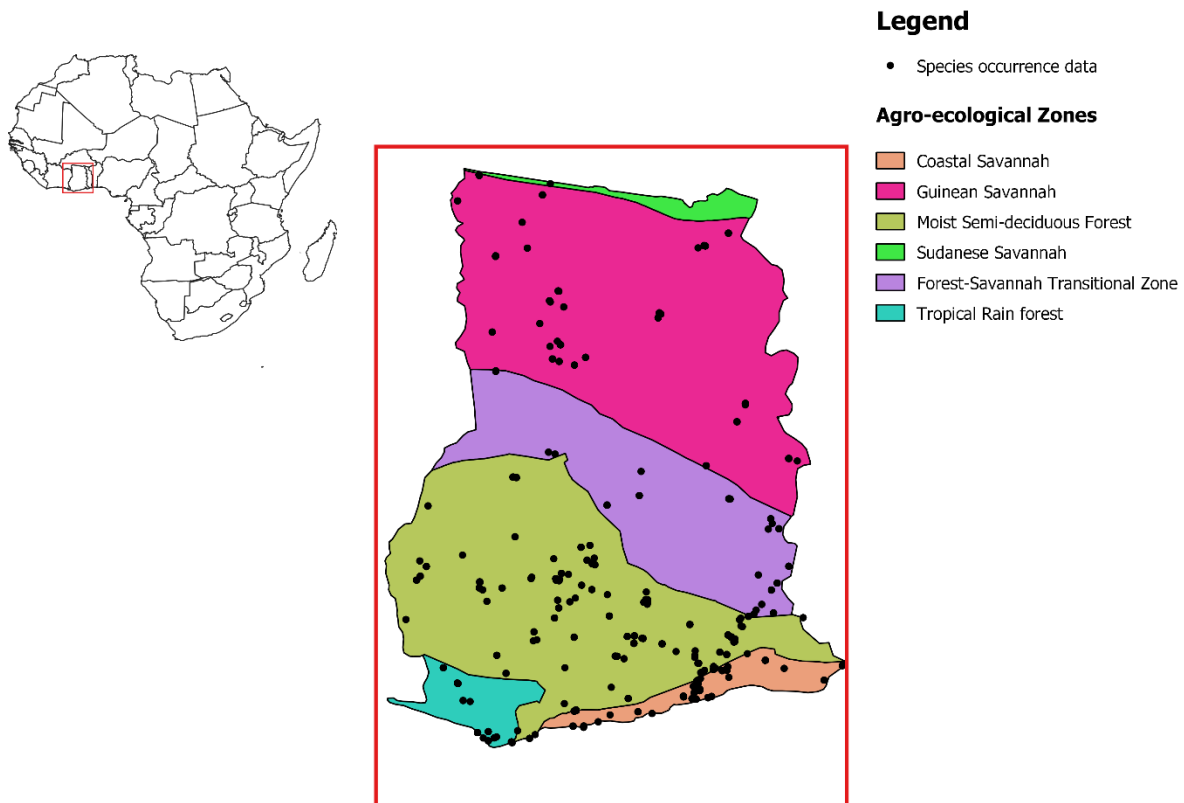 Legend
Species occurrence data
Agro-ecological Zones
Coastal Savannah
Guinean Savannah
Moist Semi-deciduous Forest
Sudanese Savannah
Forest-Savannah Transitional Zone
Tropical Rain forest